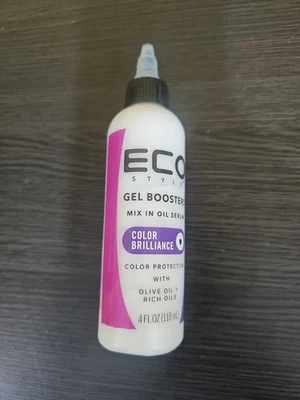 ECO
STYLE
GEL BOOSTERS
MIX IN OIL SERUM
COLOR
BRILLIANCE
COLOR PROTECTION
WITH
OLIVE OIL +
RICH OILS
4 FL OZ (118 mL)